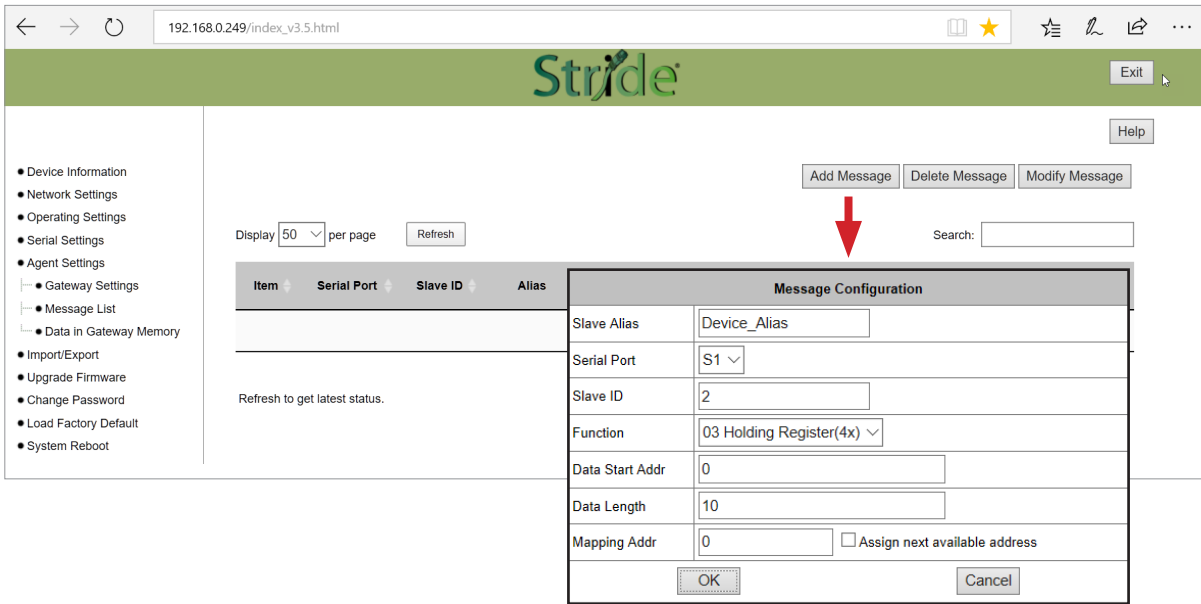 192.168.0.249/index_v3.5.html
Stride
Exit
Help
Device Information
Network Settings
Operating Settings
Serial Settings
Agent Settings
Gateway Settings
Message List
Data in Gateway Memory
Import/Export
Upgrade Firmware
Change Password
Load Factory Default
System Reboot
Add Message Delete Message Modify Message
Display 50 per page Refresh Search:
Item Serial Port Slave ID Alias
Refresh to get latest status.
Message Configuration
Slave Alias Device_Alias
Serial Port S1
Slave ID 2
Function 03 Holding Register(4x)
Data Start Addr 0
Data Length 10
Mapping Addr 0 Assign next available address
OK Cancel